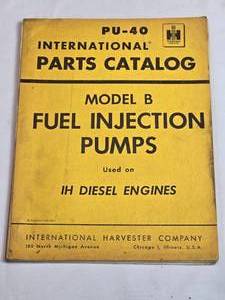 PU-40
INTERNATIONAL
PARTS CATALOG
MODEL B
FUEL INJECTION
PUMPS
Used on
IH DIESEL ENGINES
INTERNATIONAL HARVESTER COMPANY
180 North Michigan Avenue Chicago 1, Illinois, U.S.A.